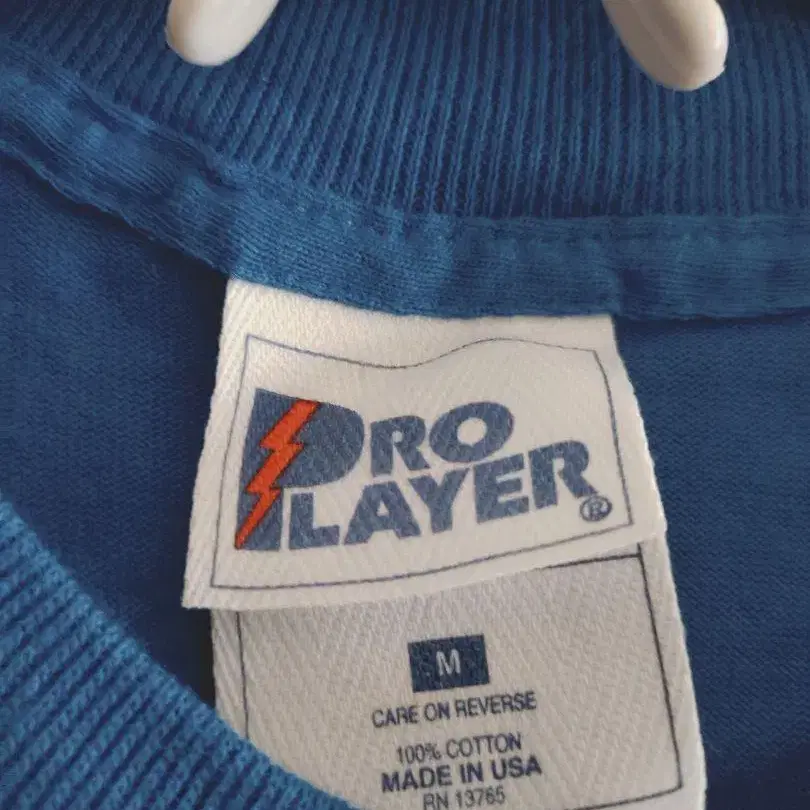 PRO
PLAYER®
M
CARE ON REVERSE
100% COTTON
MADE IN USA
RN 13765